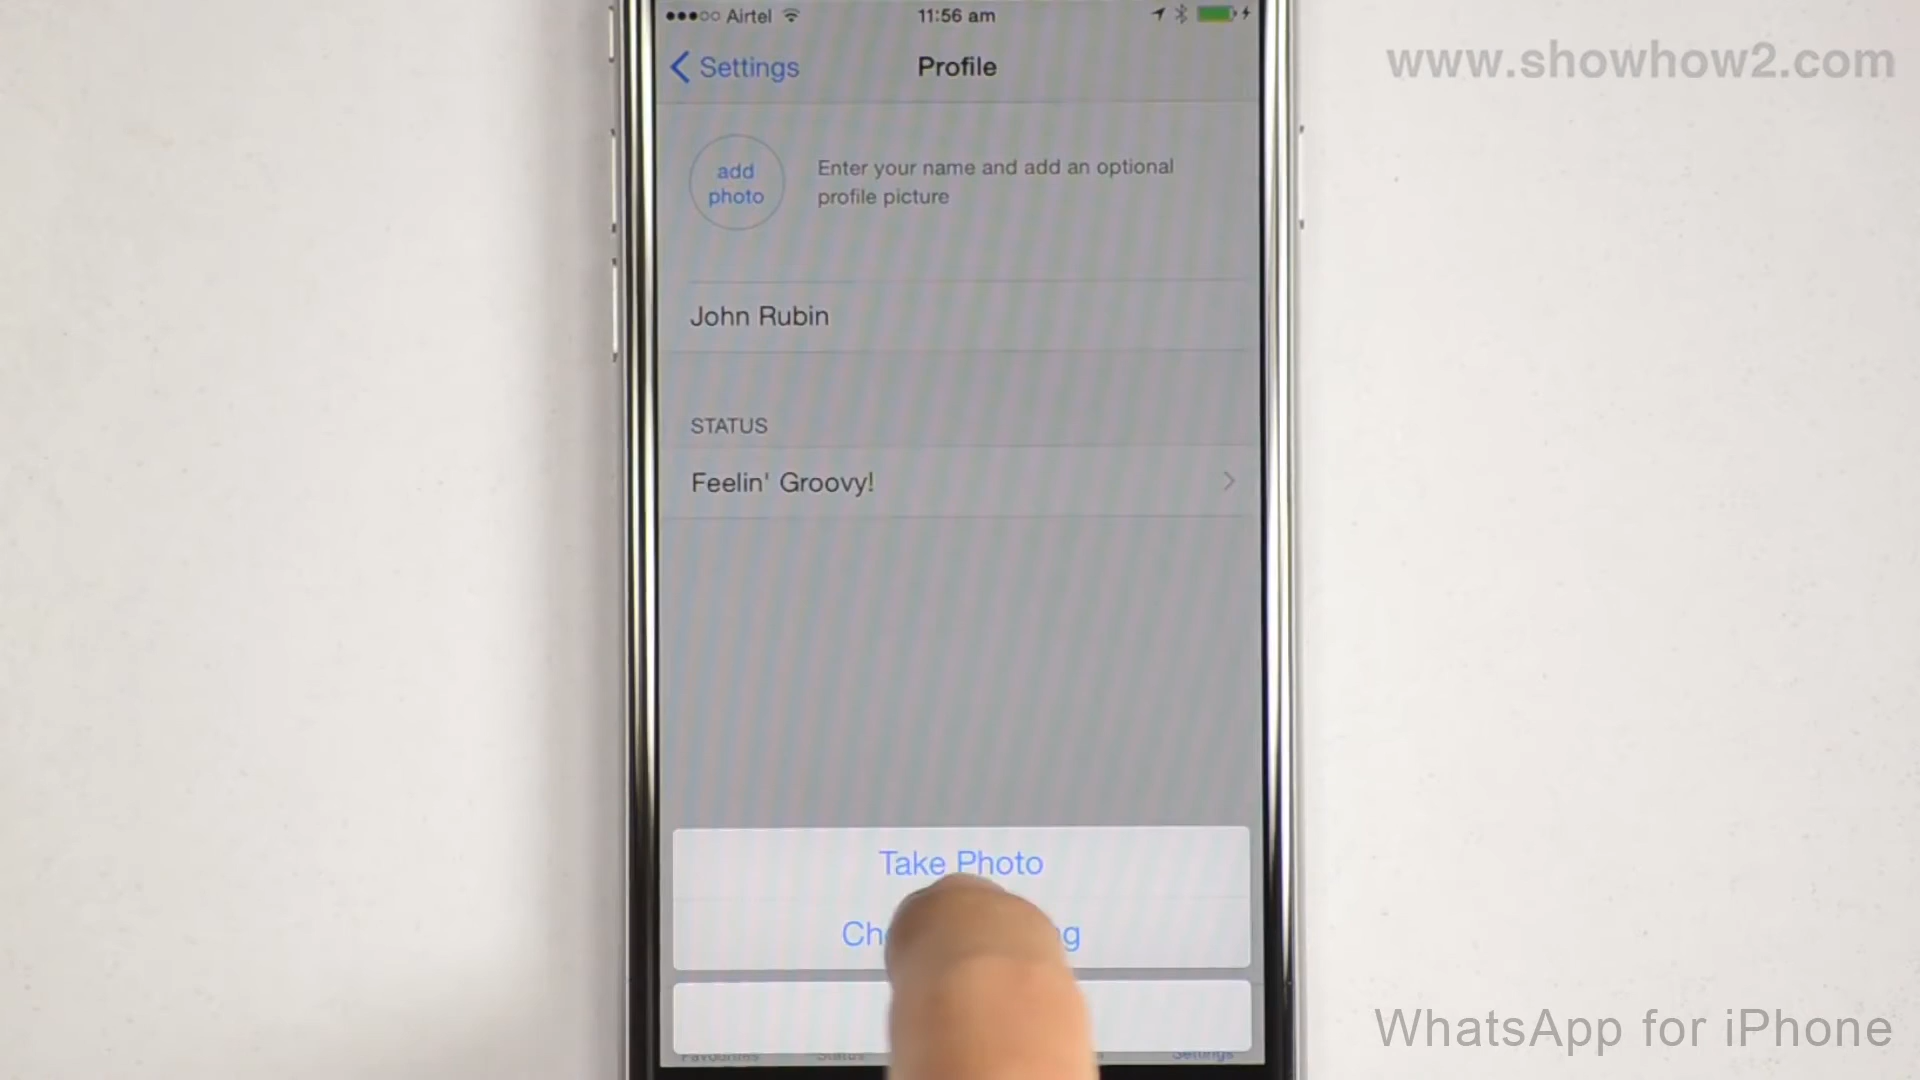 Airtel 11:56 am
www.showhow2.com
Settings Profile
add photo
Enter your name and add an optional
profile picture
John Rubin
STATUS
Feelin' Groovy!
Take Photo
Settings
WhatsApp for iPhone